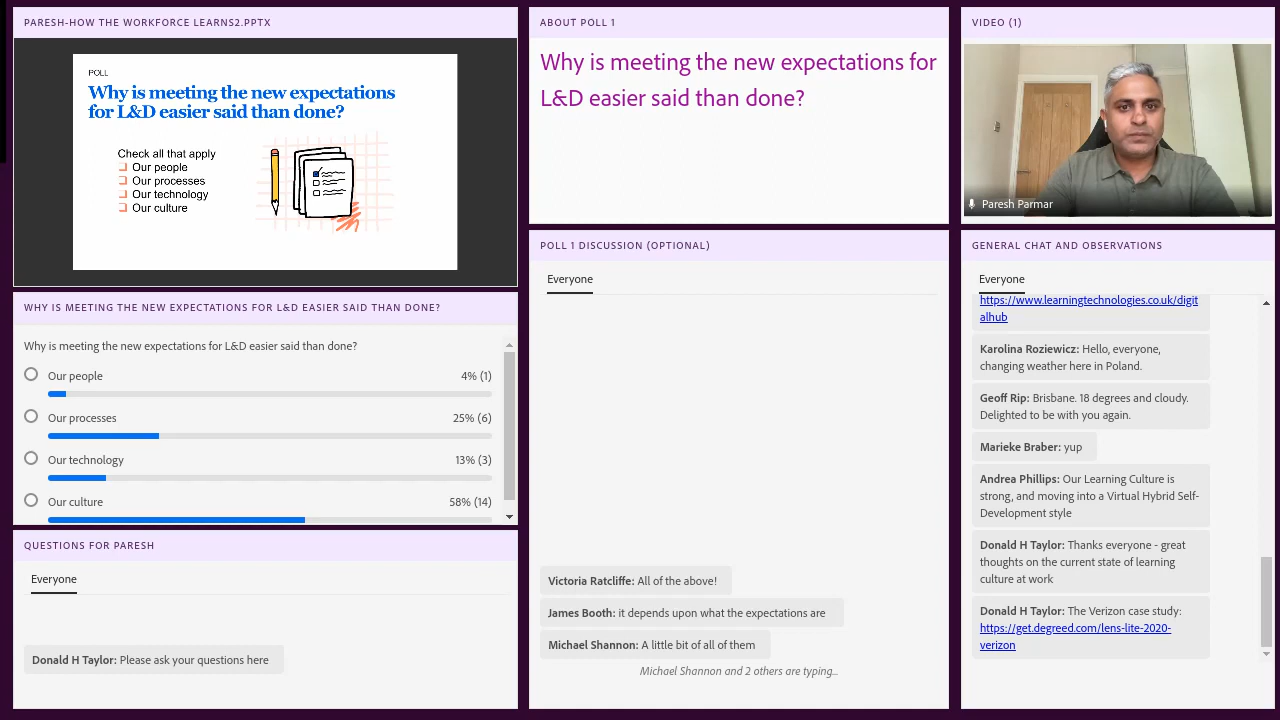 PARESH-HOW THE WORKFORCE LEARNS2.PPTX
POLL
Why is meeting the new expectations
for L&D easier said than done?
Check all that apply
Our people
Our processes
Our technology
Our culture
WHY IS MEETING THE NEW EXPECTATIONS FOR L&D EASIER SAID THAN DONE?
Why is meeting the new expectations for L&D easier said than done?
Our people 4% (1)
Our processes 25% (6)
Our technology 13% (3)
Our culture 58% (14)
QUESTIONS FOR PARESH
Everyone
Donald H Taylor: Please ask your questions here
ABOUT POLL 1
Why is meeting the new expectations for
L&D easier said than done?
POLL 1 DISCUSSION (OPTIONAL)
Everyone
Victoria Ratcliffe: All of the above!
James Booth: it depends upon what the expectations are
Michael Shannon: A little bit of all of them
Michael Shannon and 2 others are typing...
VIDEO (1)
Paresh Parmar
GENERAL CHAT AND OBSERVATIONS
Everyone
https://www.learningtechnologies.co.uk/digit
alhub
Karolina Roziewicz: Hello, everyone,
changing weather here in Poland.
Geoff Rip: Brisbane. 18 degrees and cloudy.
Delighted to be with you again.
Marieke Braber: yup
Andrea Phillips: Our Learning Culture is
strong, and moving into a Virtual Hybrid Self-
Development style
Donald H Taylor: Thanks everyone - great
thoughts on the current state of learning
culture at work
Donald H Taylor: The Verizon case study:
https://get.degreed.com/lens-lite-2020-
verizon